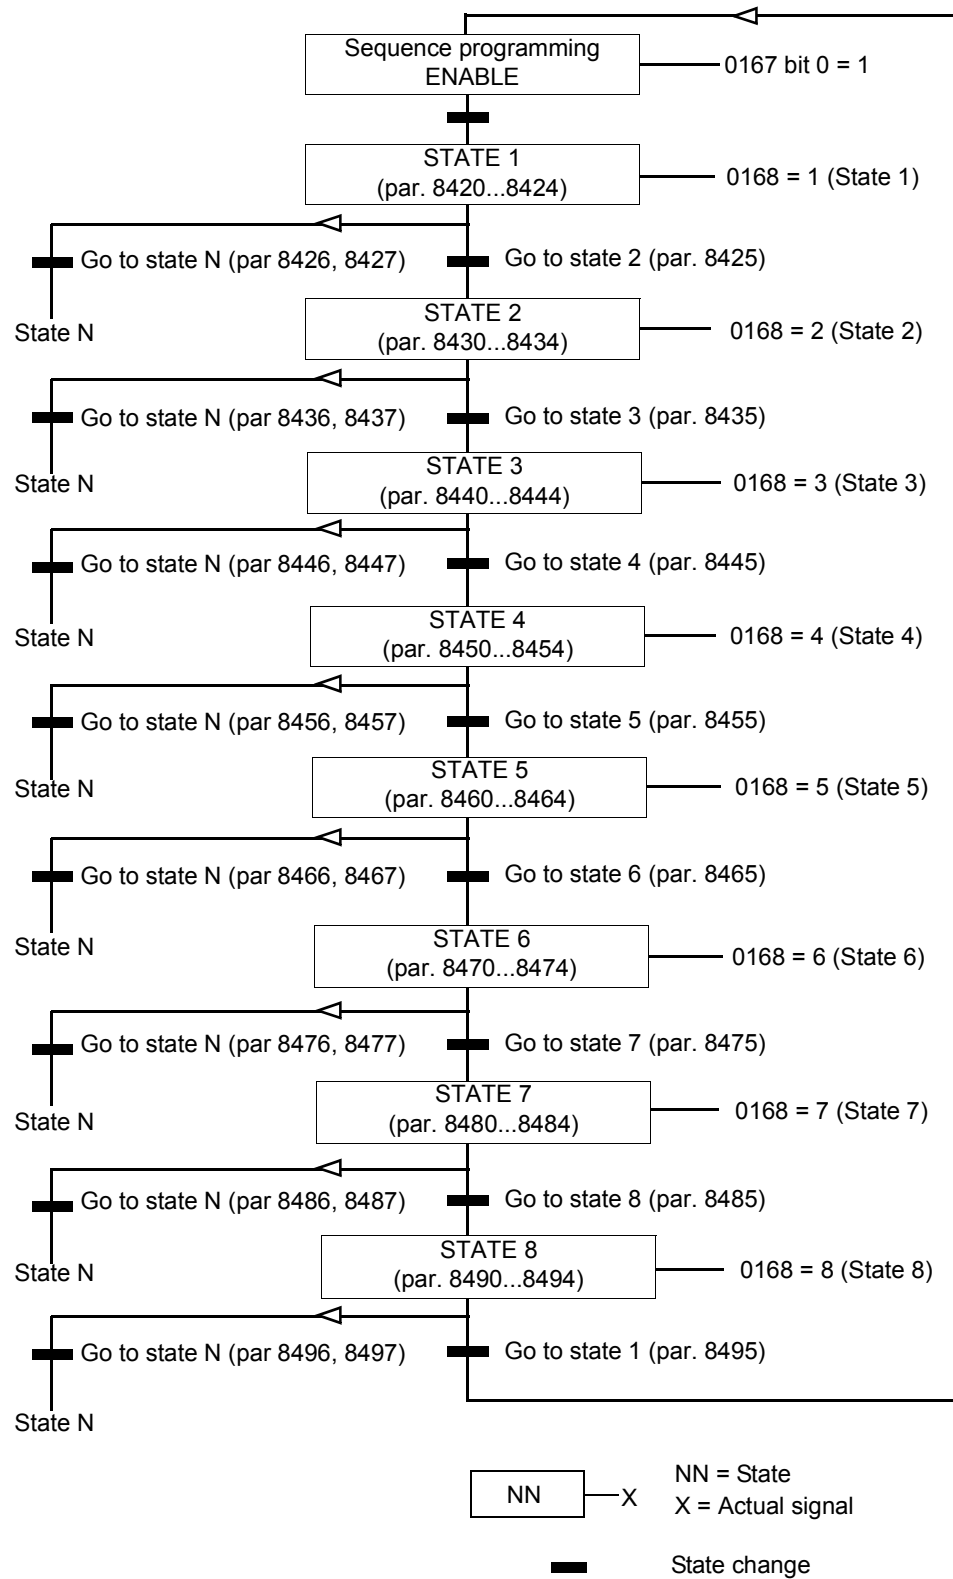 Sequence programming
ENABLE
0167 bit 0 = 1
STATE 1
(par. 8420...8424)
0168 = 1 (State 1)
Go to state N (par 8426, 8427)
Go to state 2 (par. 8425)
State N
STATE 2
(par. 8430...8434)
0168 = 2 (State 2)
Go to state N (par 8436, 8437)
Go to state 3 (par. 8435)
State N
STATE 3
(par. 8440...8444)
0168 = 3 (State 3)
Go to state N (par 8446, 8447)
Go to state 4 (par. 8445)
State N
STATE 4
(par. 8450...8454)
0168 = 4 (State 4)
Go to state N (par 8456, 8457)
Go to state 5 (par. 8455)
State N
STATE 5
(par. 8460...8464)
0168 = 5 (State 5)
Go to state N (par 8466, 8467)
Go to state 6 (par. 8465)
State N
STATE 6
(par. 8470...8474)
0168 = 6 (State 6)
Go to state N (par 8476, 8477)
Go to state 7 (par. 8475)
State N
STATE 7
(par. 8480...8484)
0168 = 7 (State 7)
Go to state N (par 8486, 8487)
Go to state 8 (par. 8485)
State N
STATE 8
(par. 8490...8494)
0168 = 8 (State 8)
Go to state N (par 8496, 8497)
Go to state 1 (par. 8495)
State N
NN
X
NN = State
X = Actual signal
State change